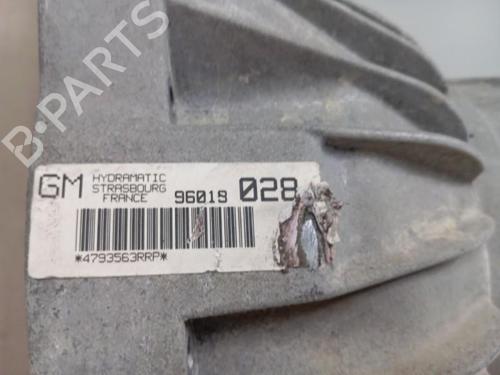 B-PARTS
GM HYDRAMATIC
STRASBOURG
FRANCE 96019 028
*4793563RRP*